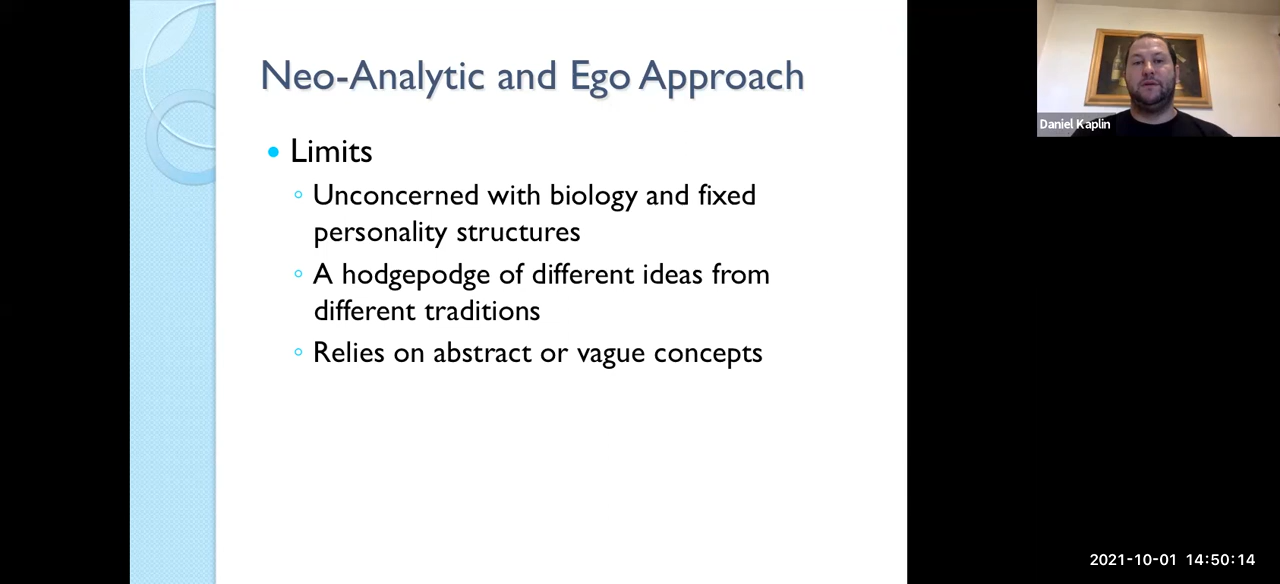 Neo-Analytic and Ego Approach
Limits
Unconcerned with biology and fixed
personality structures
A hodgepodge of different ideas from
different traditions
Relies on abstract or vague concepts
Daniel Kaplin
2021-10-01 14:50:14